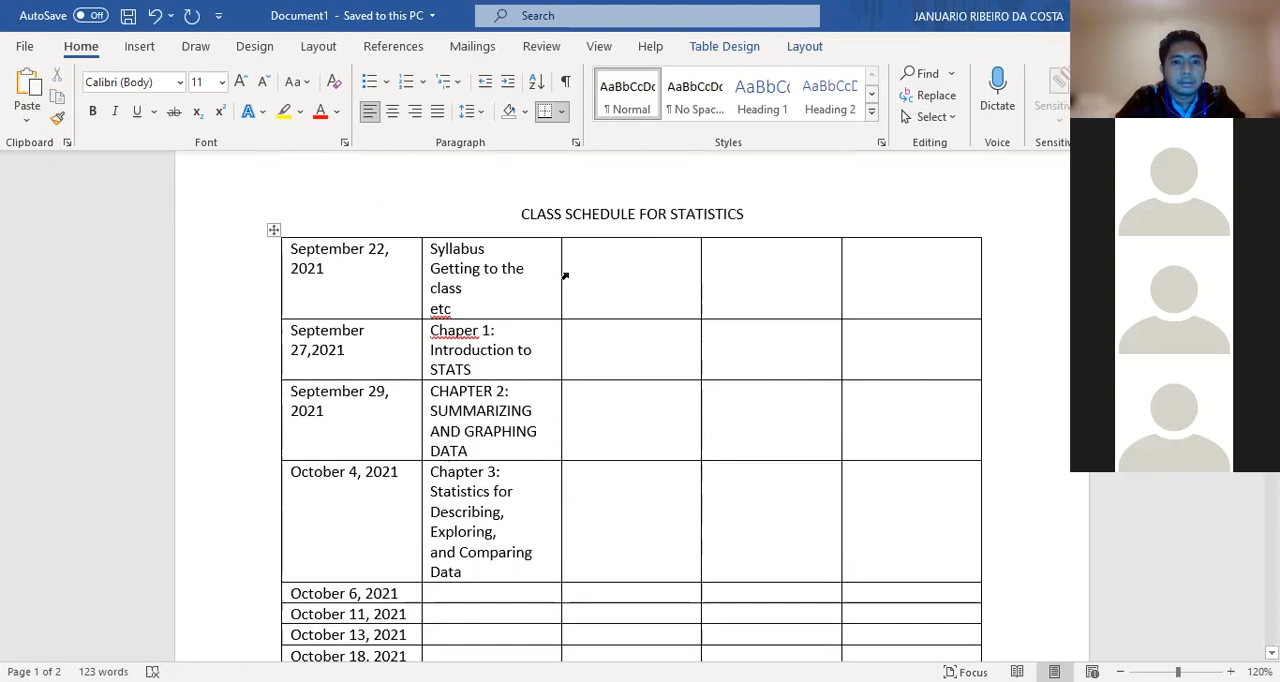 AutoSave Off Document1 - Saved to this PC Search JANUARIO RIBEIRO DA COSTA
File Home Insert Draw Design Layout References Mailings Review View Help Table Design Layout
Paste
Calibri (Body) 11
AaBbCcDc AaBbCcDc AaBbCc AaBbCcD
¶ Normal ¶ No Spac... Heading 1 Heading 2
Find
Replace
Select
Dictate
Clipboard Font Paragraph Styles Editing Voice
CLASS SCHEDULE FOR STATISTICS
September 22,
2021
Syllabus
Getting to the
class
etc
September
27,2021
Chaper 1:
Introduction to
STATS
September 29,
2021
CHAPTER 2:
SUMMARIZING
AND GRAPHING
DATA
October 4, 2021
Chapter 3:
Statistics for
Describing,
Exploring,
and Comparing
Data
October 6, 2021
October 11, 2021
October 13, 2021
October 18, 2021
Page 1 of 2 123 words Focus 120%